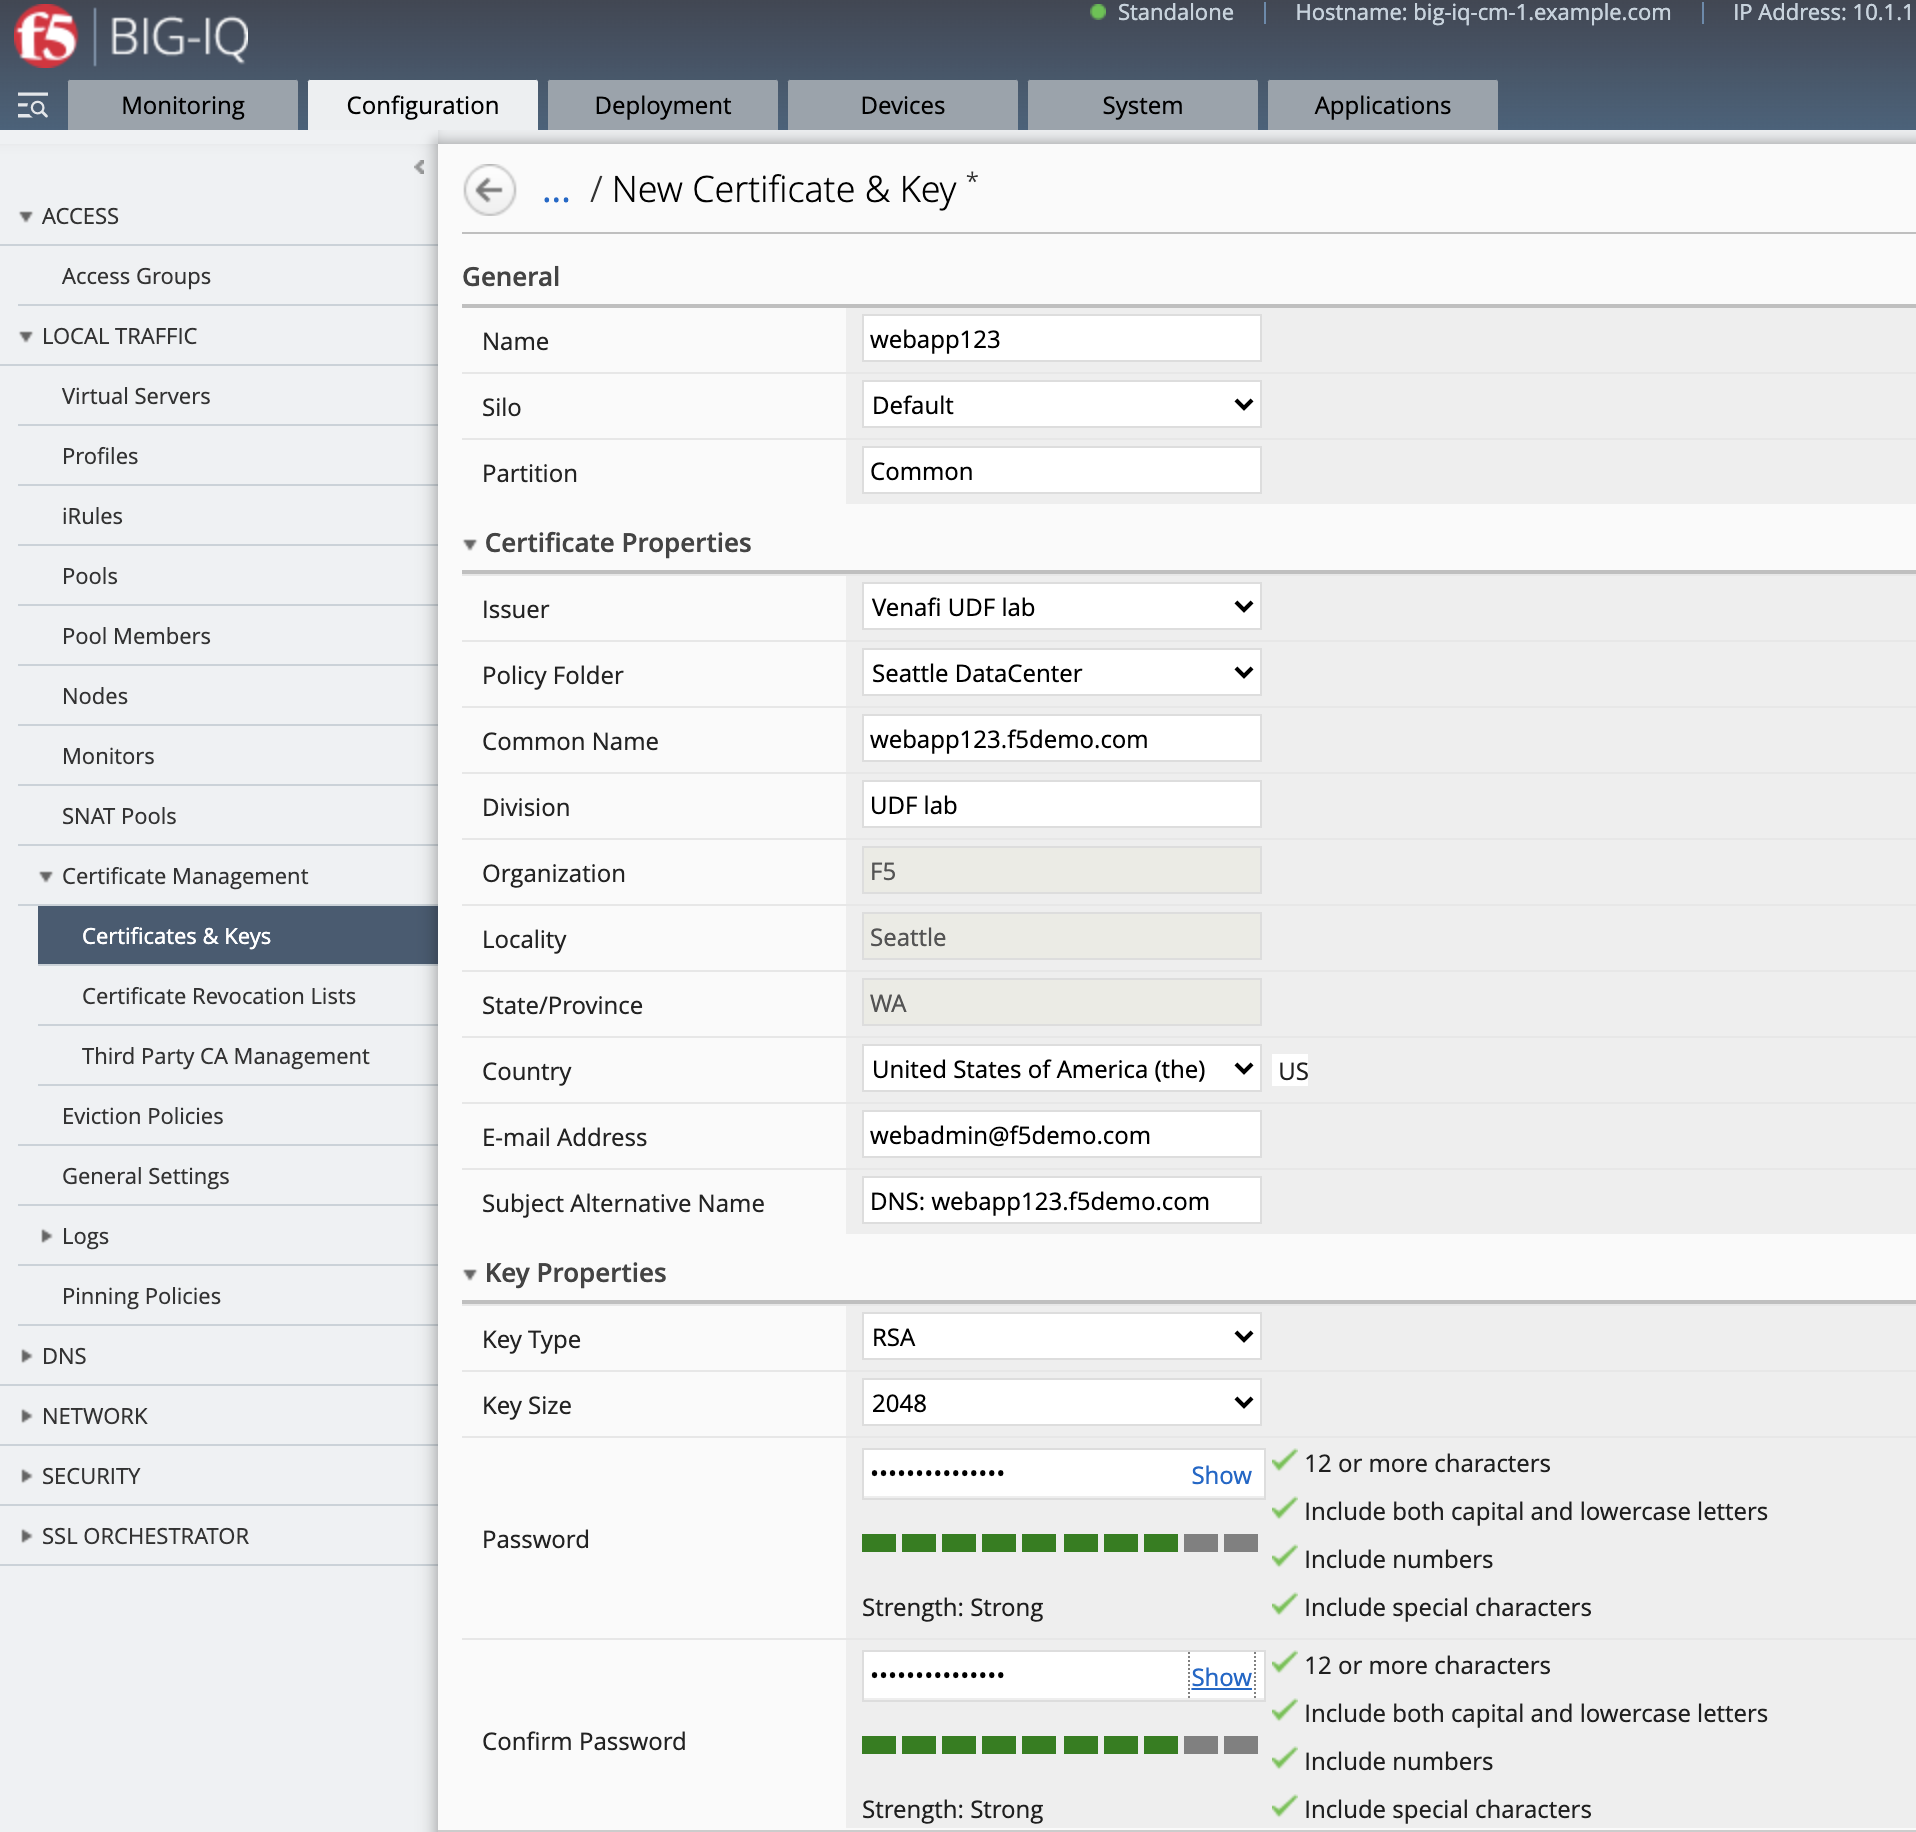 f5 BIG-IQ
Standalone | Hostname: big-iq-cm-1.example.com | IP Address: 10.1.1
Monitoring Configuration Deployment Devices System Applications
ACCESS
Access Groups
LOCAL TRAFFIC
Virtual Servers
Profiles
iRules
Pools
Pool Members
Nodes
Monitors
SNAT Pools
Certificate Management
Certificates & Keys
Certificate Revocation Lists
Third Party CA Management
Eviction Policies
General Settings
Logs
Pinning Policies
DNS
NETWORK
SECURITY
SSL ORCHESTRATOR
... / New Certificate & Key *
General
Name webapp123
Silo Default
Partition Common
Certificate Properties
Issuer Venafi UDF lab
Policy Folder Seattle DataCenter
Common Name webapp123.f5demo.com
Division UDF lab
Organization F5
Locality Seattle
State/Province WA
Country United States of America (the) US
E-mail Address webadmin@f5demo.com
Subject Alternative Name DNS: webapp123.f5demo.com
Key Properties
Key Type RSA
Key Size 2048
Password ••••••••••••••• Show
Strength: Strong
12 or more characters
Include both capital and lowercase letters
Include numbers
Include special characters
Confirm Password ••••••••••••••• Show
Strength: Strong
12 or more characters
Include both capital and lowercase letters
Include numbers
Include special characters